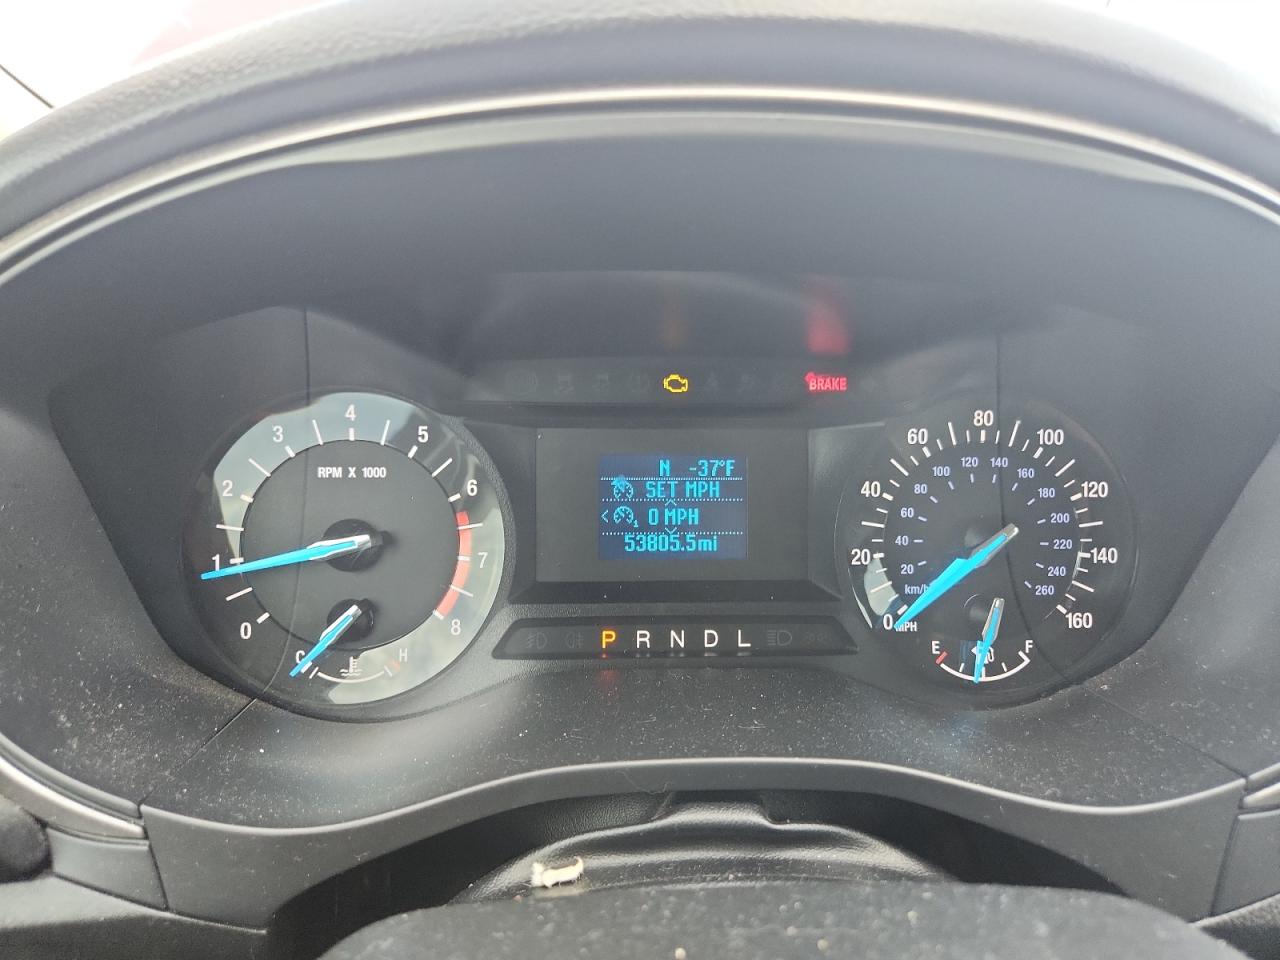 BRAKE
RPM X 1000
0 1 2 3 4 5 6 7 8
C H
N -37°F
SET MPH
< 1 0 MPH
53805.5mi
P R N D L
0 20 40 60 80 100 120 140 160
MPH
20 40 60 80 100 120 140 160 180 200 220 240 260
km/h
E F